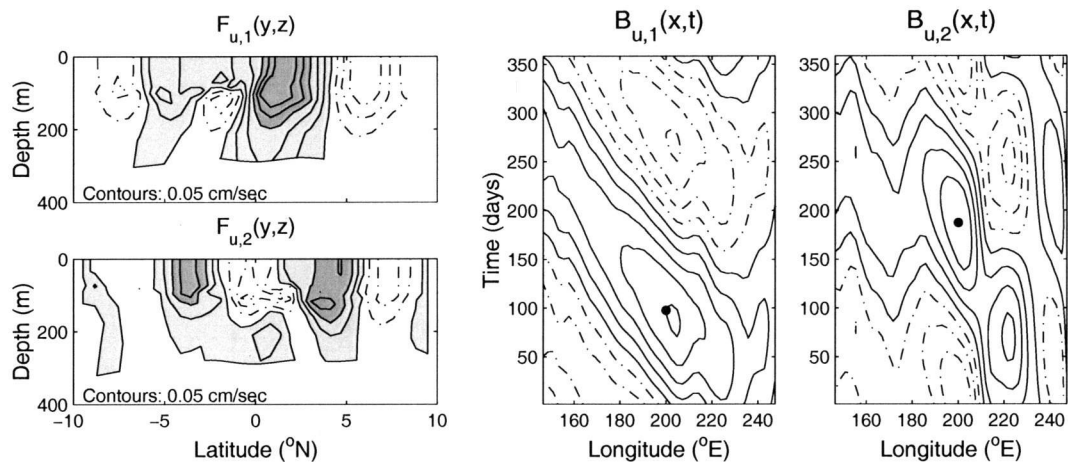 F_{u,1}(y,z)
Depth (m)
0
200
400
Contours: 0.05 cm/sec
F_{u,2}(y,z)
Depth (m)
0
200
400
Contours: 0.05 cm/sec
−10 −5 0 5 10
Latitude (°N)
B_{u,1}(x,t)
Time (days)
350
300
250
200
150
100
50
160 180 200 220 240
Longitude (°E)
B_{u,2}(x,t)
350
300
250
200
150
100
50
160 180 200 220 240
Longitude (°E)